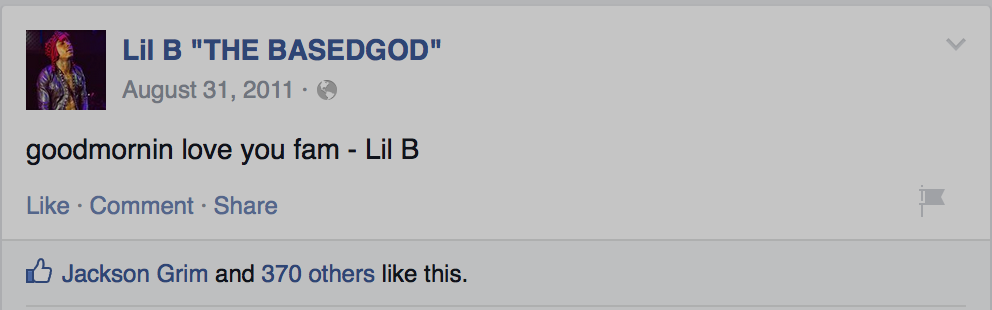 Lil B "THE BASEDGOD"
August 31, 2011 ·
goodmornin love you fam - Lil B
Like · Comment · Share
Jackson Grim and 370 others like this.